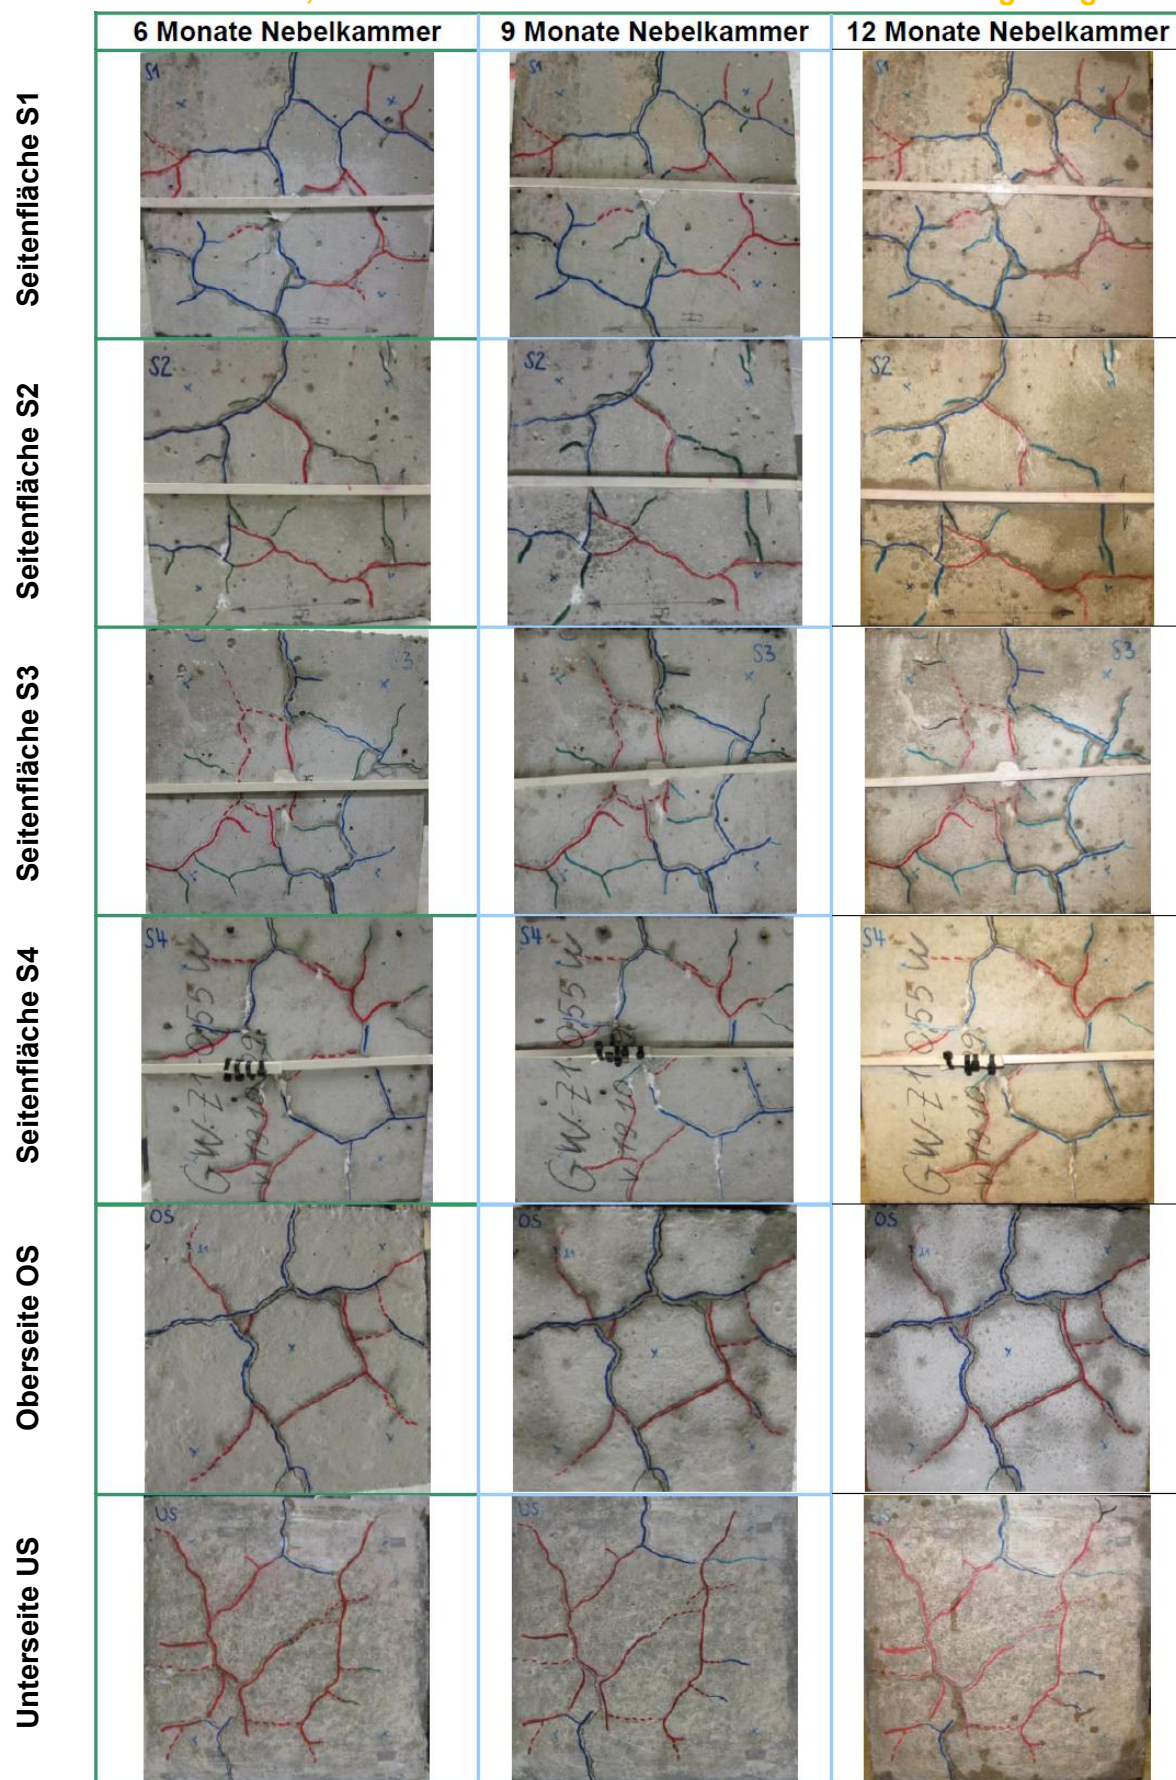 6 Monate Nebelkammer
9 Monate Nebelkammer
12 Monate Nebelkammer
Seitenfläche S1
S1
S1
S1
Seitenfläche S2
S2
S2
S2
Seitenfläche S3
S3
S3
Seitenfläche S4
S4
S4
S4
Oberseite OS
OS
OS
OS
Unterseite US
US
US